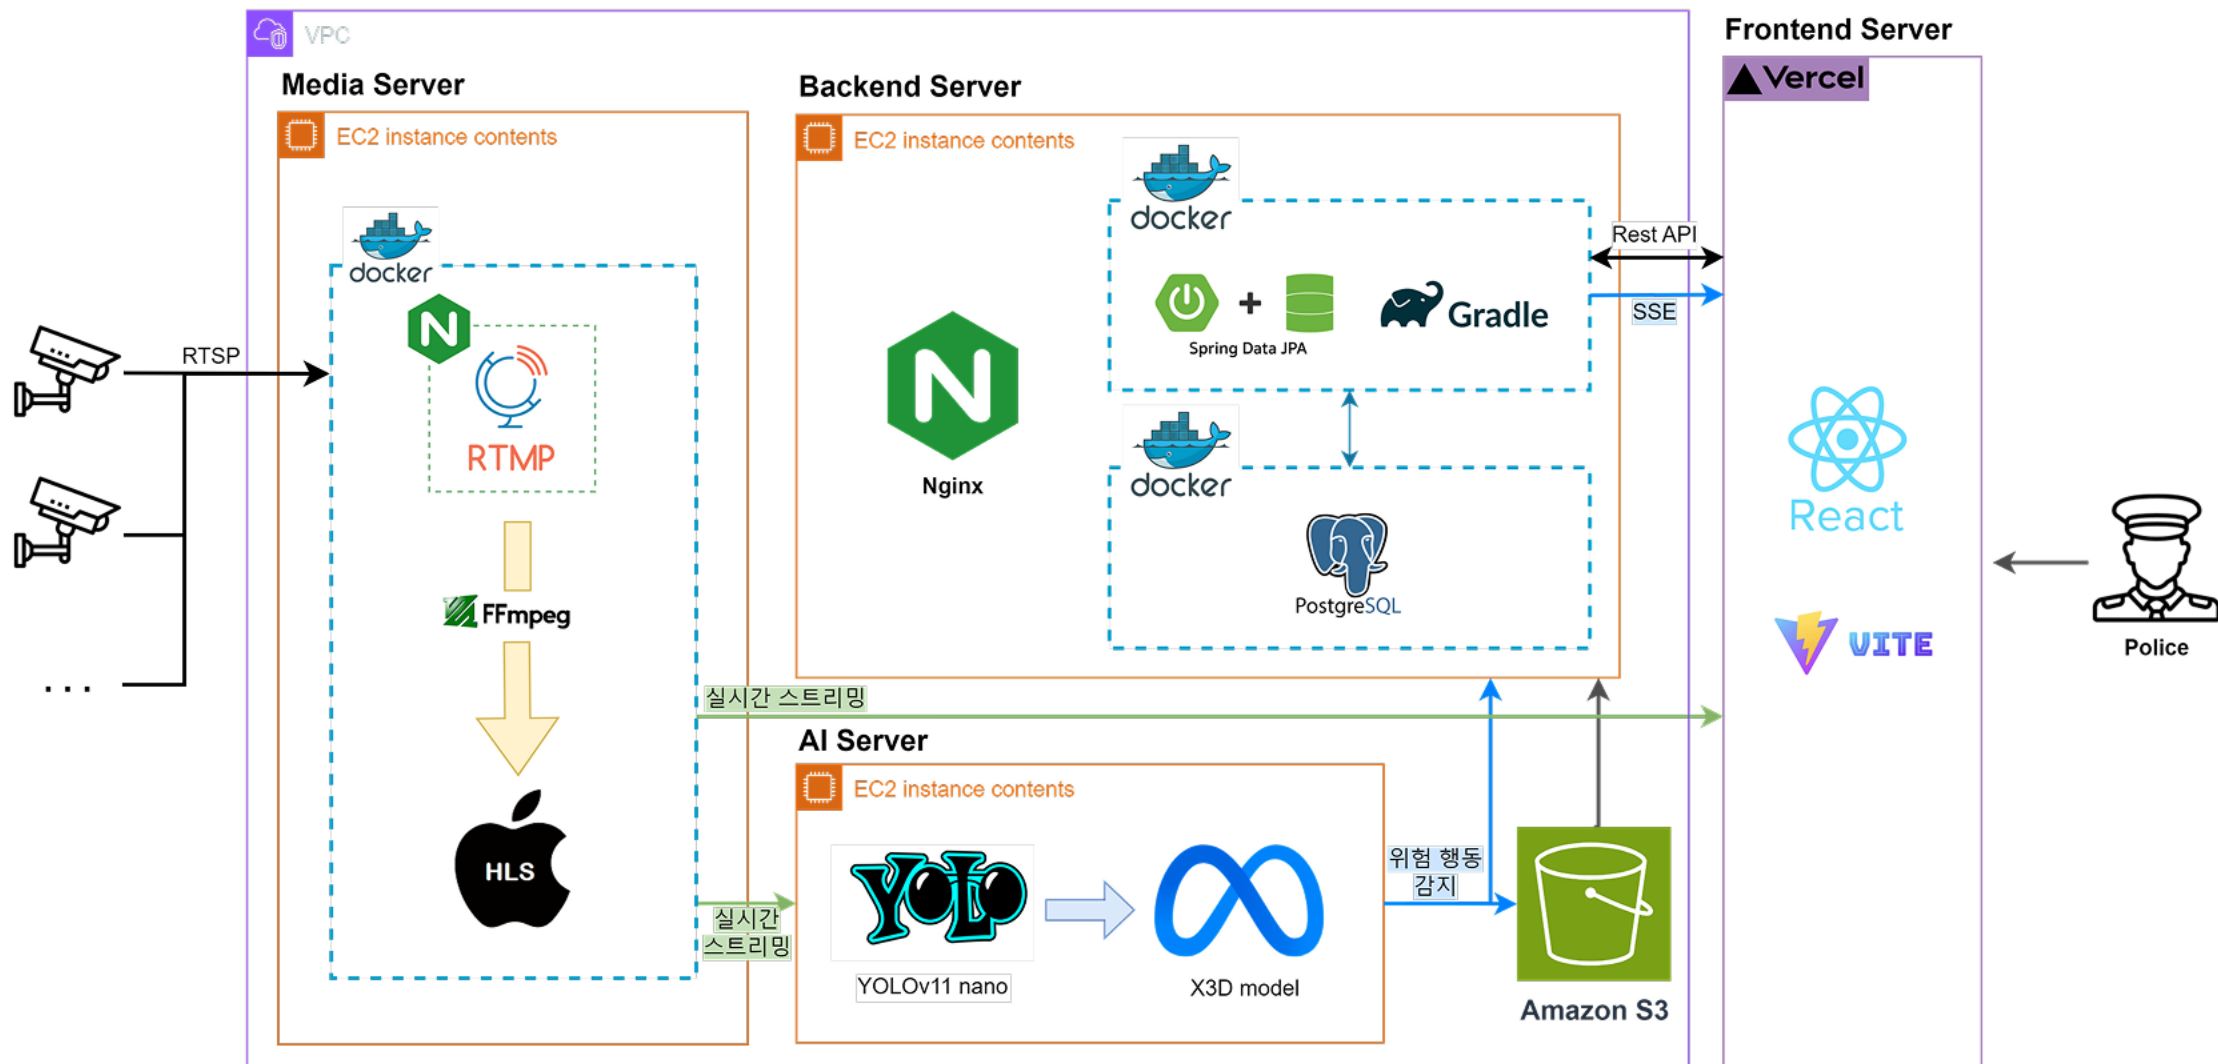 VPC
Frontend Server
Vercel
Media Server
Backend Server
EC2 instance contents
EC2 instance contents
docker
docker
Rest API
SSE
Spring Data JPA
Gradle
RTSP
RTMP
Nginx
docker
React
FFmpeg
PostgreSQL
VITE
Police
...
실시간 스트리밍
AI Server
EC2 instance contents
HLS
YOLO
위험 행동
감지
실시간
스트리밍
YOLOv11 nano
X3D model
Amazon S3